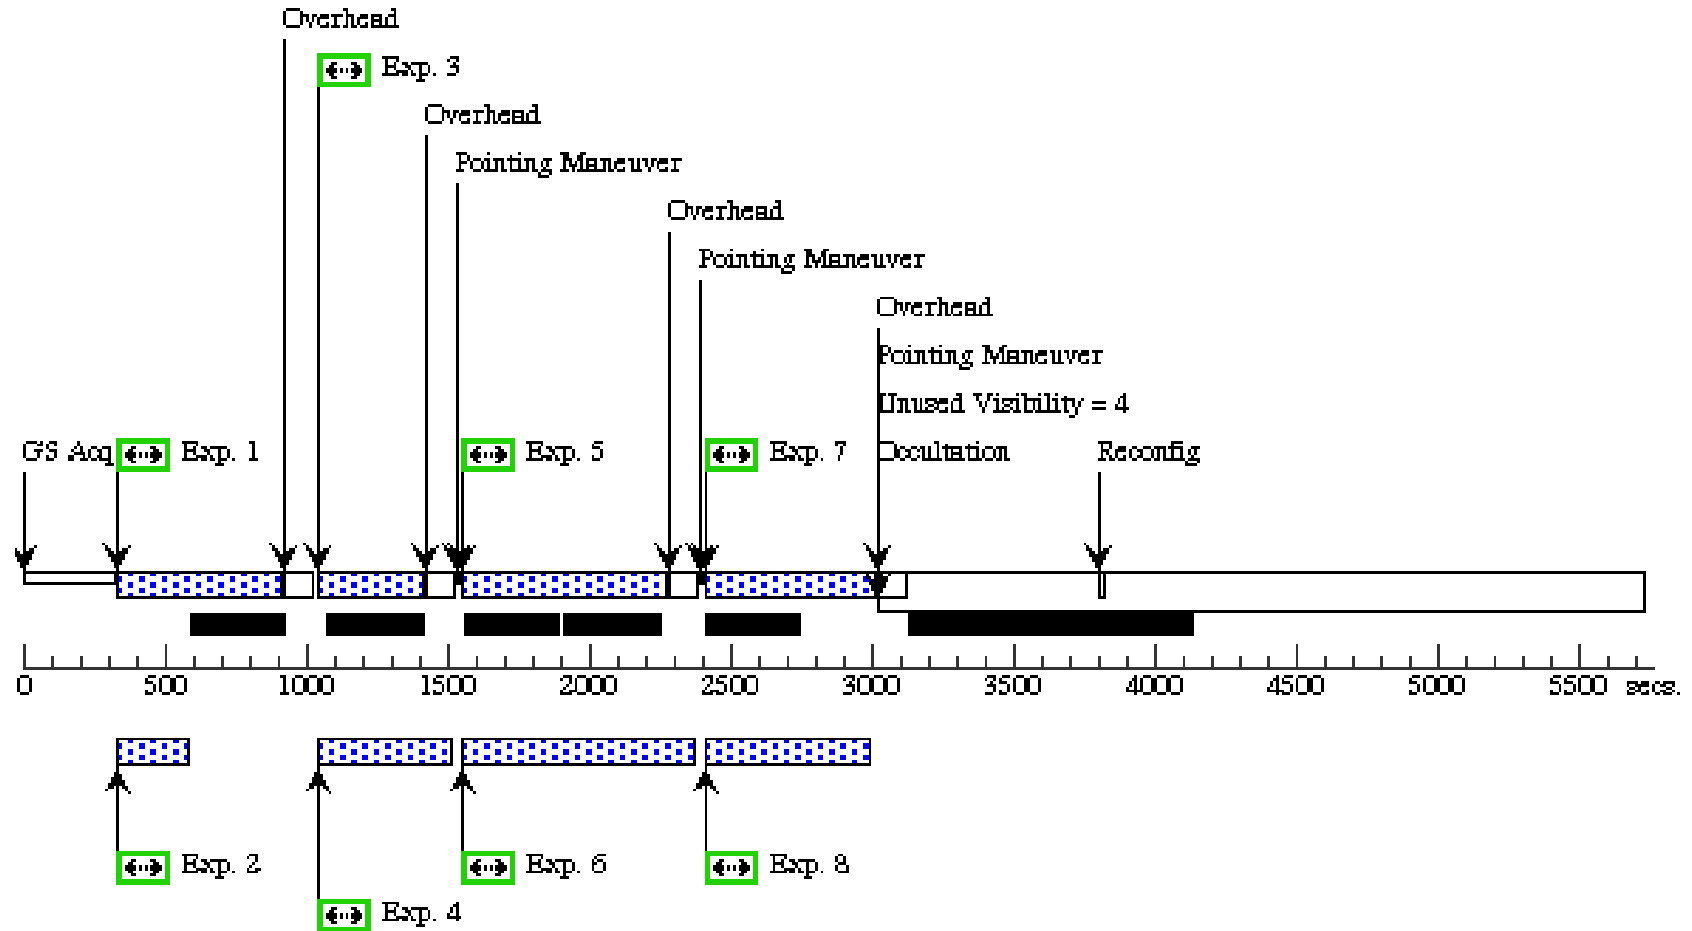 Overhead
Exp. 3
Overhead
Pointing Maneuver
Overhead
Pointing Maneuver
Overhead
Pointing Maneuver
Unused Visibility = 4
GS Acq Exp. 1 Exp. 5 Exp. 7 Occultation Reconfig
0 500 1000 1500 2000 2500 3000 3500 4000 4500 5000 5500 secs.
Exp. 2 Exp. 6 Exp. 8
Exp. 4